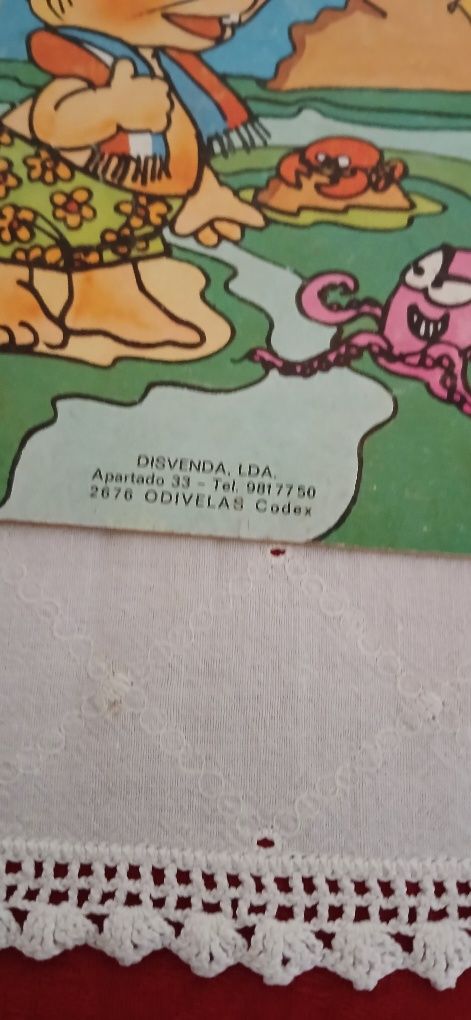 DISVENDA, LDA.
Apartado 33 - Tel. 9817750
2676 ODIVELAS Codex